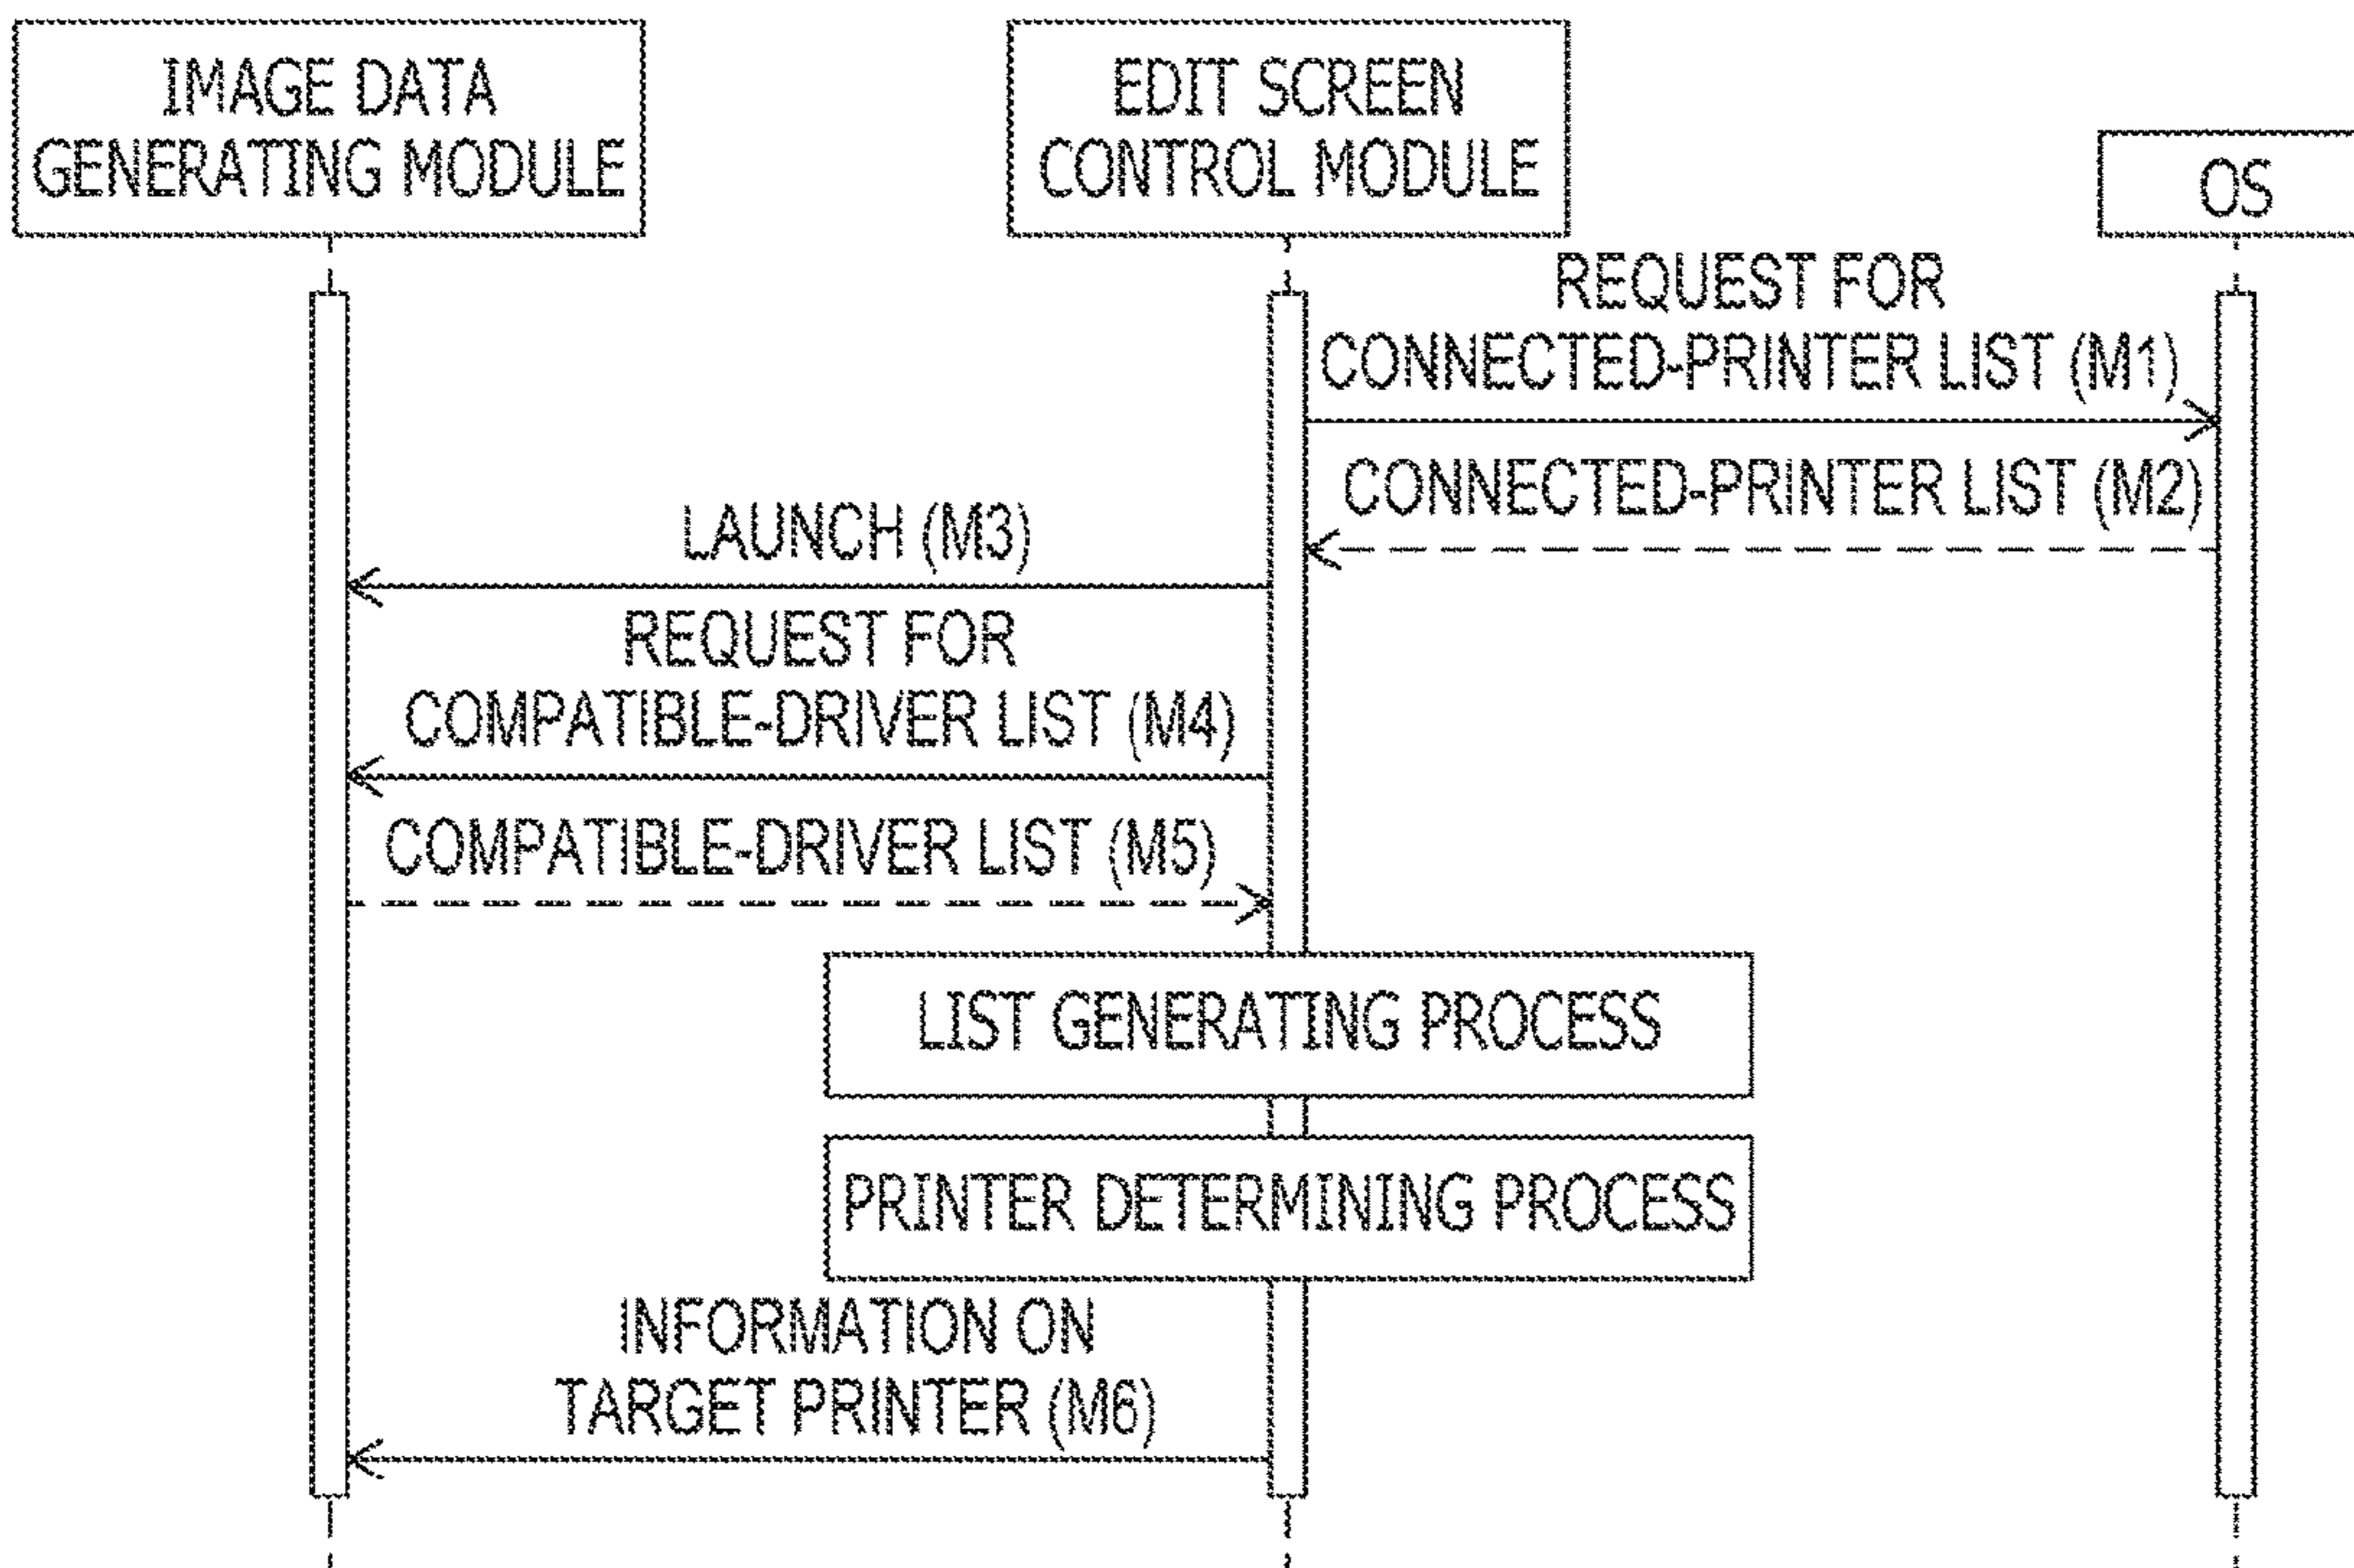 IMAGE DATA
GENERATING MODULE
EDIT SCREEN
CONTROL MODULE
OS
REQUEST FOR
CONNECTED-PRINTER LIST (M1)
CONNECTED-PRINTER LIST (M2)
LAUNCH (M3)
REQUEST FOR
COMPATIBLE-DRIVER LIST (M4)
COMPATIBLE-DRIVER LIST (M5)
LIST GENERATING PROCESS
PRINTER DETERMINING PROCESS
INFORMATION ON
TARGET PRINTER (M6)